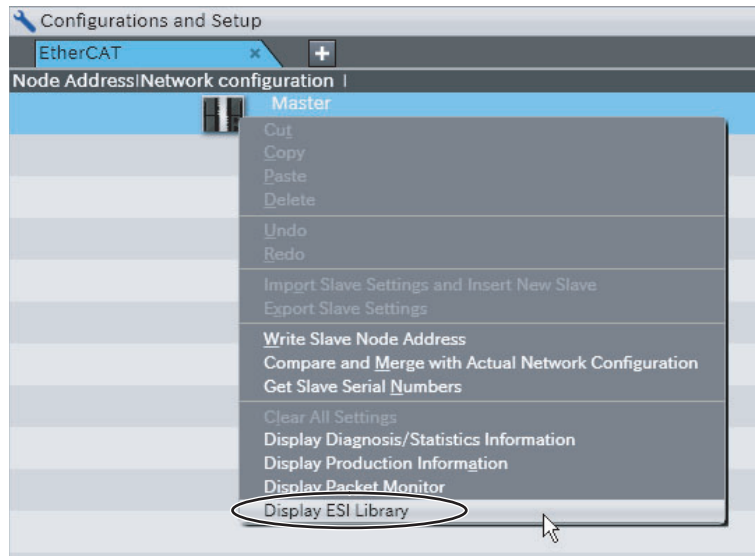 Configurations and Setup
EtherCAT
Node Address|Network configuration |
Master
Cut
Copy
Paste
Delete
Undo
Redo
Import Slave Settings and Insert New Slave
Export Slave Settings
Write Slave Node Address
Compare and Merge with Actual Network Configuration
Get Slave Serial Numbers
Clear All Settings
Display Diagnosis/Statistics Information
Display Production Information
Display Packet Monitor
Display ESI Library